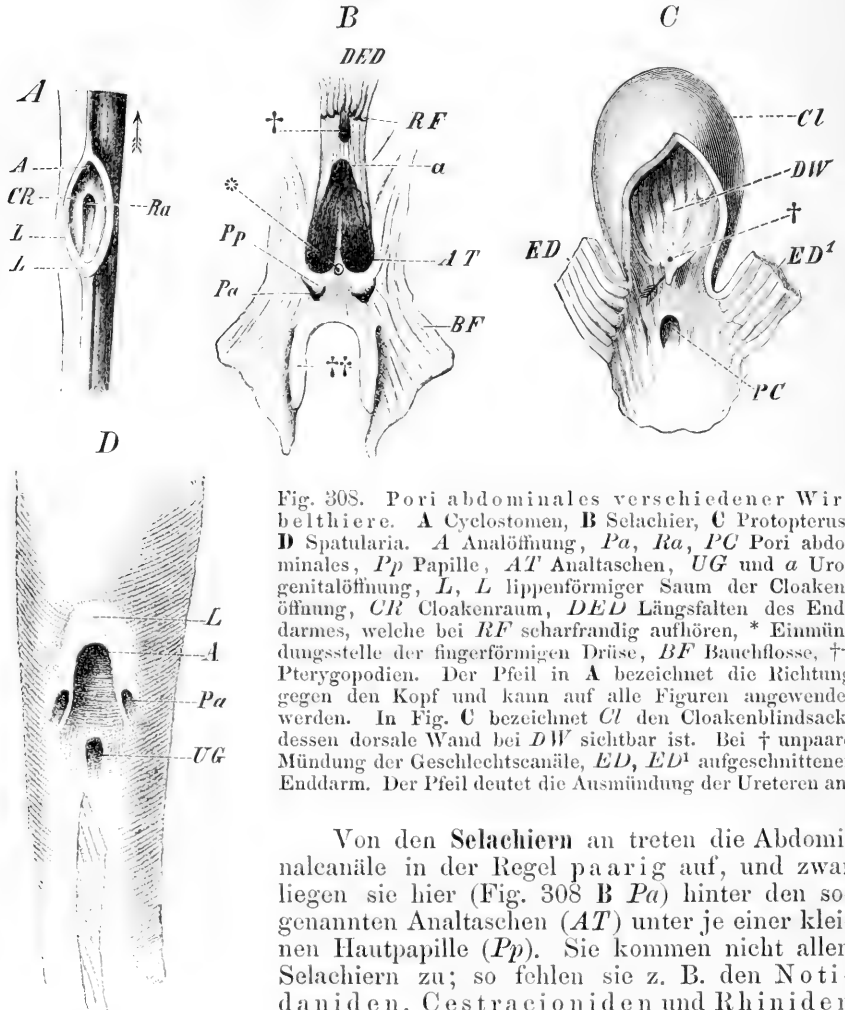 B
C
DED
A
†
RF
a
Cl
A
CR
Ra
L
L
*
Pp
Pa
AT
BF
††
DW
†
ED
ED¹
PC
D
L
A
Pa
UG
Fig. 308. Pori abdominales verschiedener Wir
belthiere. A Cyclostomen, B Selachier, C Protopterus
D Spatularia. A Analöffnung, Pa, Ra, PC Pori abdo
minales, Pp Papille, AT Analtaschen, UG und a Uro
genitalöffnung, L, L lippenförmiger Saum der Cloaken
öffnung, CR Cloakenraum, DED Längsfalten des End
darmes, welche bei RF scharfrandig aufhören, * Einmün
dungsstelle der fingerförmigen Drüse, BF Bauchflosse, †
Pterygopodien. Der Pfeil in A bezeichnet die Richtung
gegen den Kopf und kann auf alle Figuren angewende
werden. In Fig. C bezeichnet Cl den Cloakenblindsack
dessen dorsale Wand bei DW sichtbar ist. Bei † unpaar
Mündung der Geschlechtscanäle, ED, ED¹ aufgeschnittene
Enddarm. Der Pfeil deutet die Ausmündung der Ureteren an
Von den Selachiern an treten die Abdomi
nalcanäle in der Regel paarig auf, und zwar
liegen sie hier (Fig. 308 B Pa) hinter den so
genannten Analtaschen (AT) unter je einer klei
nen Hautpapille (Pp). Sie kommen nicht allen
Selachiern zu; so fehlen sie z. B. den Noti
daniden, Cestracioniden und Rhiniden